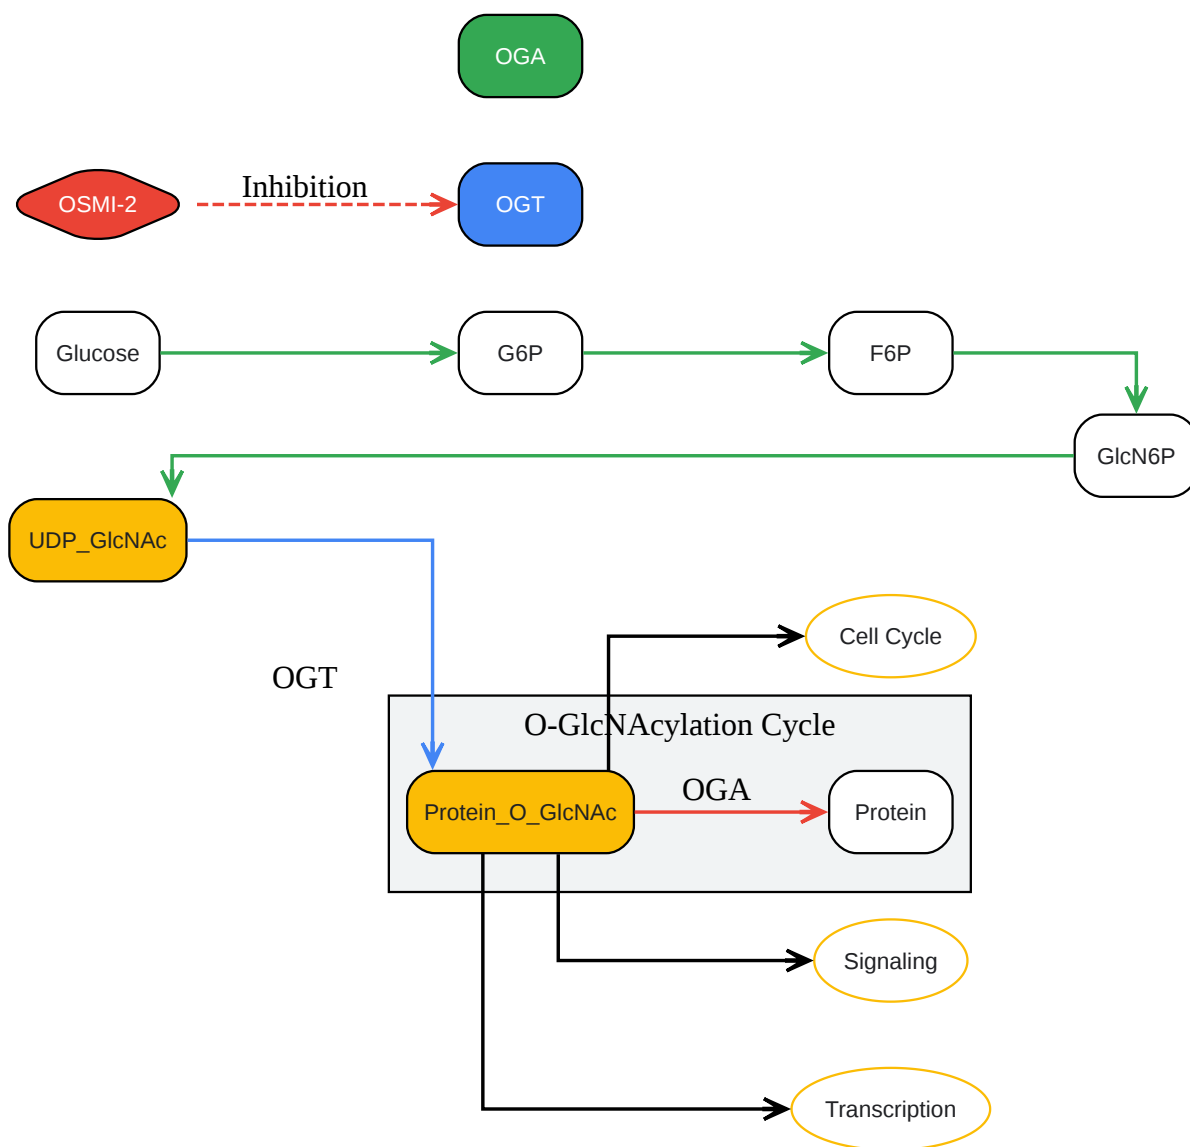 OGA
OSMI-2
Inhibition
OGT
Glucose
G6P
F6P
GlcN6P
UDP_GlcNAc
Cell Cycle
OGT
O-GlcNAcylation Cycle
Protein_O_GlcNAc
OGA
Protein
Signaling
Transcription